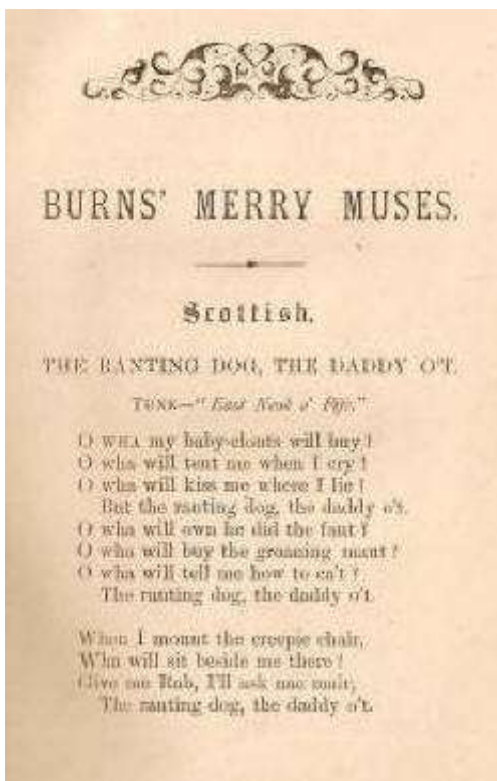 BURNS' MERRY MUSES.
Scottish.
THE RANTING DOG, THE DADDY O'T.
TUNE—"East Neuk o' Fife."
O WHA my baby-clouts will buy?
O wha will tent me when I cry?
O wha will kiss me where I lie?
But the ranting dog, the daddy o't.
O wha will own he did the faut?
O wha will buy the groaning maut?
O wha will tell me how to ca't?
The ranting dog, the daddy o't.
When I mount the creepie chair,
Wha will sit beside me there?
Give me Rob, I'll ask nae mair,
The ranting dog, the daddy o't.